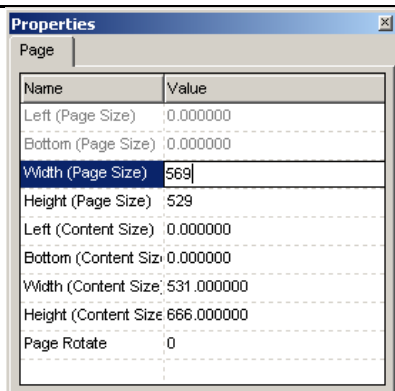 Properties
Page
Name Value
Left (Page Size) 0.000000
Bottom (Page Size) 0.000000
Width (Page Size) 569
Height (Page Size) 529
Left (Content Size) 0.000000
Bottom (Content Siz 0.000000
Width (Content Size 531.000000
Height (Content Size 666.000000
Page Rotate 0